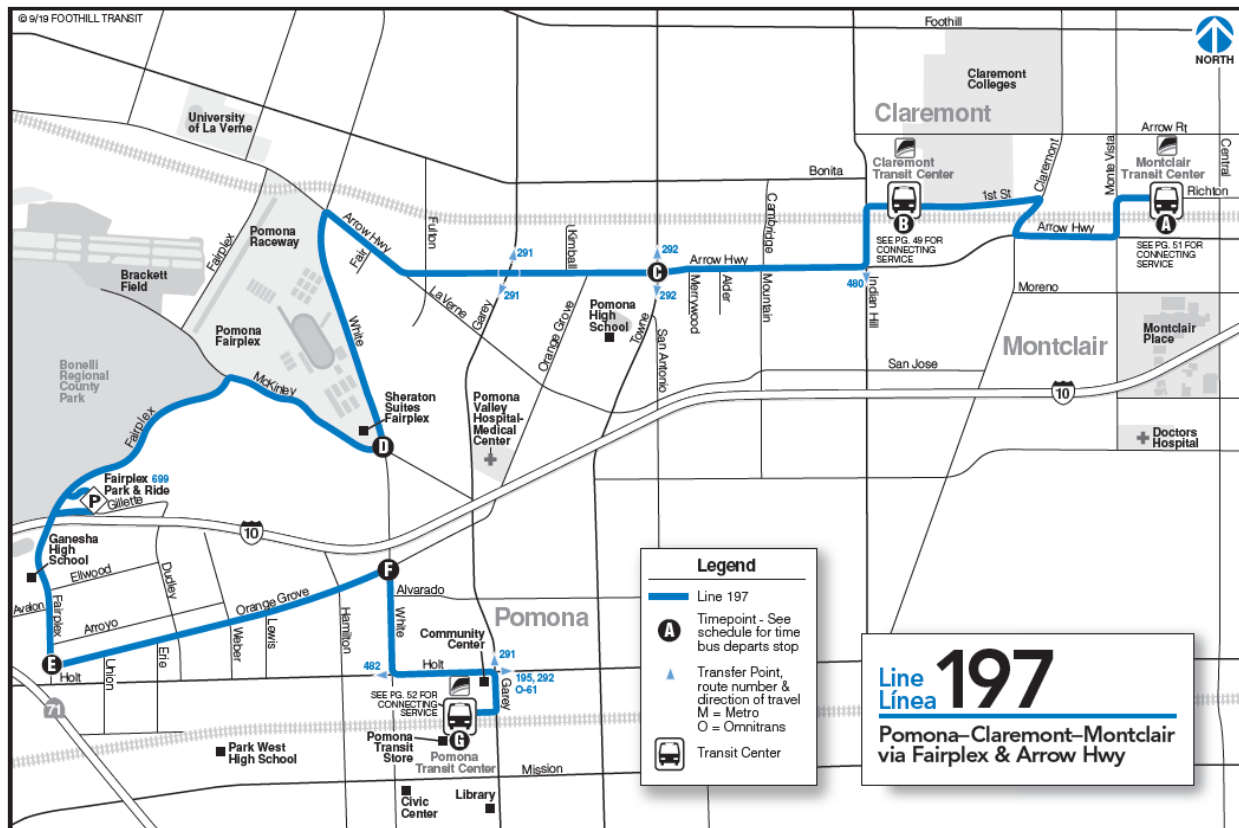 © 9/19 FOOTHILL TRANSIT
Foothill
NORTH
Claremont
Colleges
University
of La Verne
Claremont
Arrow Rt
Claremont
Transit Center
Claremont
Monte Vista
Montclair
Transit Center
Central
Bonita
1st St
Richton
B
A
Cambridge
Fairplex
Pomona
Raceway
Arrow Hwy
Fair
Fulton
Kimball
Arrow Hwy
SEE PG. 49 FOR
CONNECTING
SERVICE
SEE PG. 51 FOR
CONNECTING
SERVICE
291
292
Arrow Hwy
C
Brackett
Field
291
292
480
La Verne
Garey
Orange Grove
Pomona
High
School
Towne
San Antonio
Merrywood
Alder
Mountain
Indian Hill
Moreno
White
Pomona
Fairplex
Montclair
Montclair
Place
San Jose
Bonelli
Regional
County
Park
McKinley
Sheraton
Suites
Fairplex
Pomona
Valley
Hospital-
Medical
Center
10
Fairplex
D
Doctors
Hospital
Fairplex 699
Park & Ride
P
Gillette
10
Ganesha
High
School
Ellwood
Dudley
F
Avalon
Fairplex
Arroyo
Orange Grove
Hamilton
Alvarado
White
Pomona
Weber
Lewis
Community
Center
E
Holt
Union
Erie
482
Holt
291
195, 292
O-61
Garey
SEE PG. 52 FOR
CONNECTING
SERVICE
71
Park West
High School
Pomona
Transit
Store
G
Pomona
Transit Center
Mission
Civic
Center
Library
Legend
Line 197
A
Timepoint - See
schedule for time
bus departs stop
Transfer Point,
route number &
direction of travel
M = Metro
O = Omnitrans
Transit Center
Line
Línea
197
Pomona–Claremont–Montclair
via Fairplex & Arrow Hwy